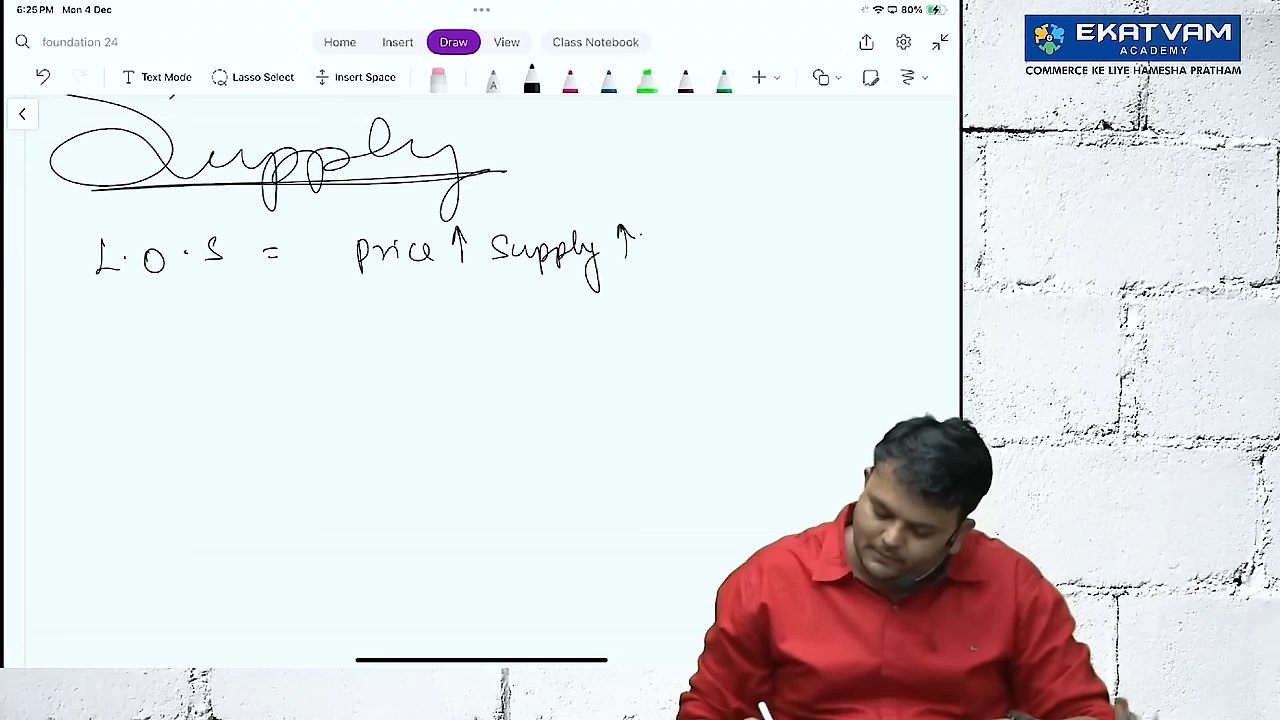 6:25 PM Mon 4 Dec
80%
foundation 24
Home Insert Draw View Class Notebook
Text Mode Lasso Select Insert Space
A
EKATVAM
ACADEMY
COMMERCE KE LIYE HAMESHA PRATHAM
Supply
L.O.S = Price ↑ Supply ↑